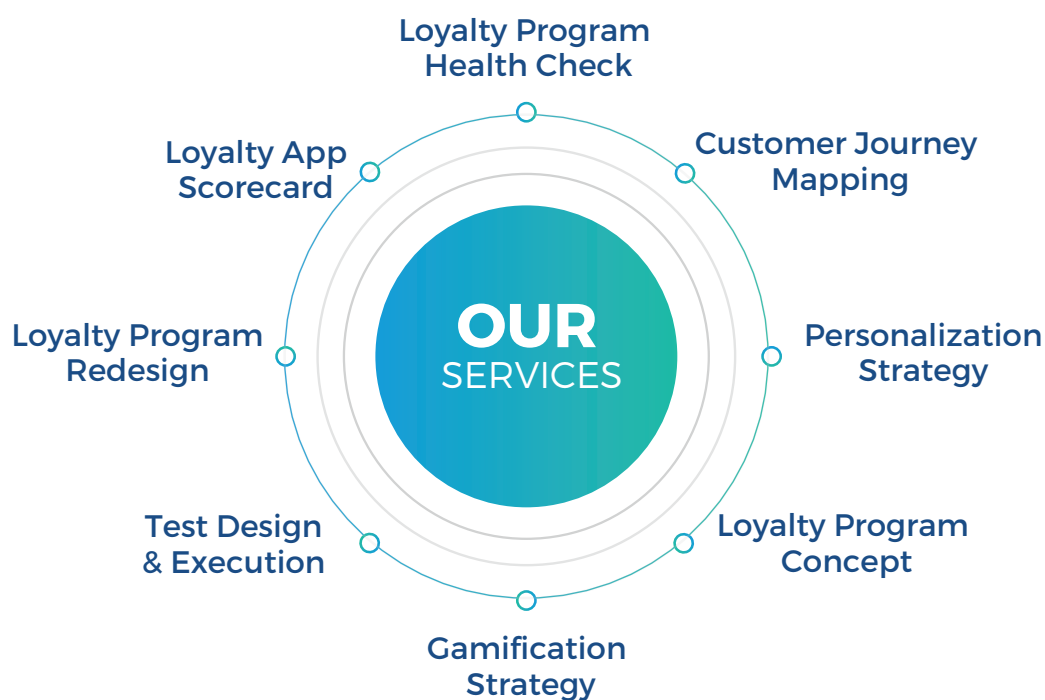 Loyalty Program
Health Check
Customer Journey
Mapping
Personalization
Strategy
Loyalty Program
Concept
Gamification
Strategy
Test Design
& Execution
Loyalty Program
Redesign
Loyalty App
Scorecard
OUR
SERVICES